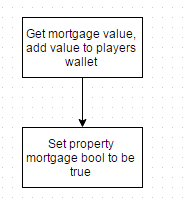 Get mortgage value,
add value to players
wallet
Set property
mortgage bool to be
true